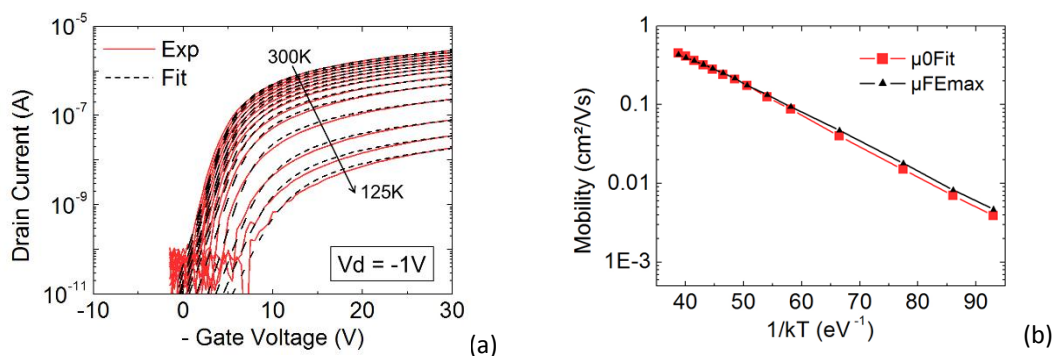 Drain Current (A)
10⁻⁵
10⁻⁷
10⁻⁹
10⁻¹¹
Exp
Fit
300K
125K
Vd = -1V
-10 0 10 20 30
- Gate Voltage (V)
(a)
Mobility (cm²/Vs)
1
0.1
0.01
1E-3
µ0Fit
µFEmax
40 50 60 70 80 90
1/kT (eV⁻¹)
(b)